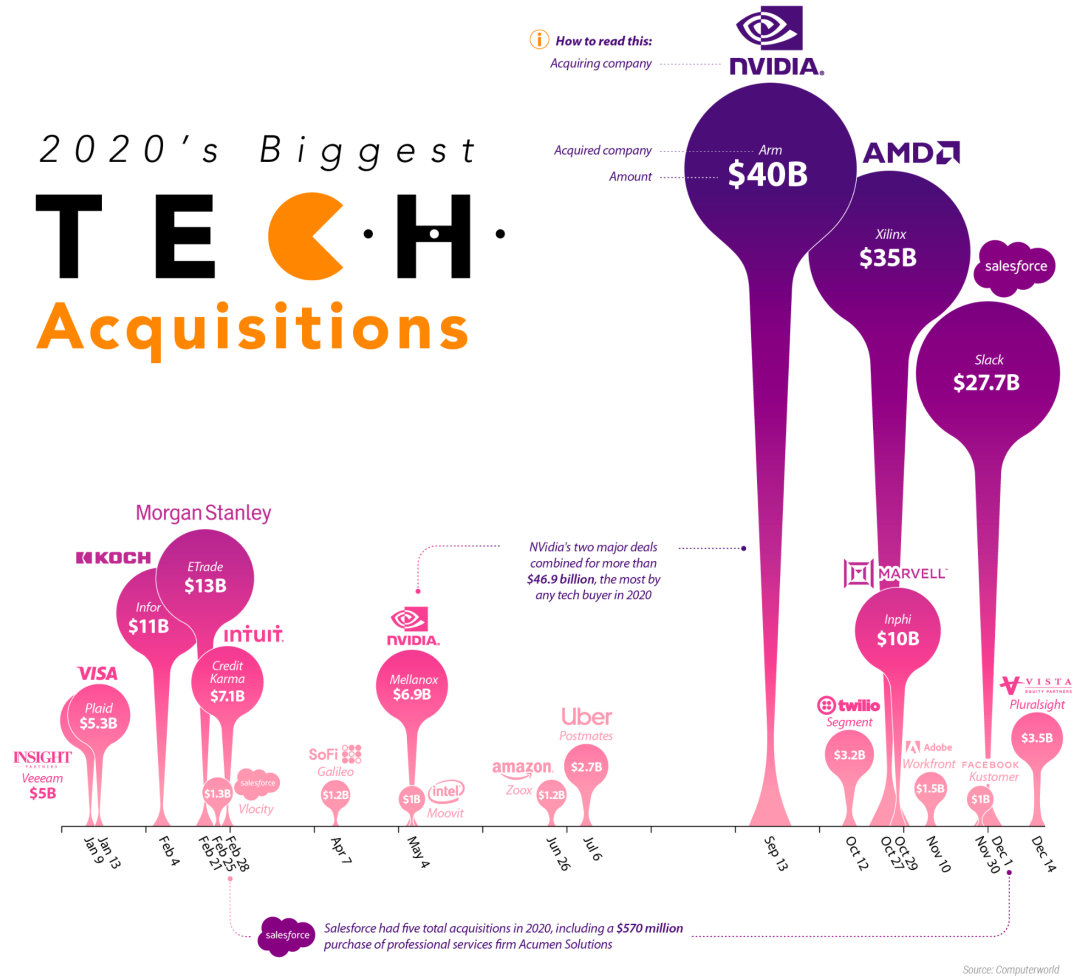 How to read this:
Acquiring company
NVIDIA.
2020's Biggest
TECH
Acquisitions
Acquired company
Amount
Arm
$40B
AMD
Xilinx
$35B
salesforce
Slack
$27.7B
Morgan Stanley
ETrade
$13B
KOCH
Infor
$11B
INTUIT.
Credit
Karma
$7.1B
VISA
Plaid
$5.3B
INSIGHT
PARTNERS
Veeeam
$5B
$1.3B
salesforce
Vlocity
NVIDIA.
Mellanox
$6.9B
NVidia's two major deals
combined for more than
$46.9 billion, the most by
any tech buyer in 2020
SoFi
Galileo
$1.2B
$1B
intel
Moovit
amazon
Zoox
$1.2B
Uber
Postmates
$2.7B
MARVELL
Inphi
$10B
twilio
Segment
$3.2B
Adobe
Workfront
$1.5B
FACEBOOK
Kustomer
$1B
VISTA
EQUITY PARTNERS
Pluralsight
$3.5B
Jan 9
Jan 13
Feb 4
Feb 21
Feb 25
Feb 28
Apr 7
May 4
Jun 26
Jul 6
Sep 13
Oct 12
Oct 27
Oct 29
Nov 10
Nov 30
Dec 1
Dec 14
salesforce
Salesforce had five total acquisitions in 2020, including a $570 million
purchase of professional services firm Acumen Solutions
Source: Computerworld